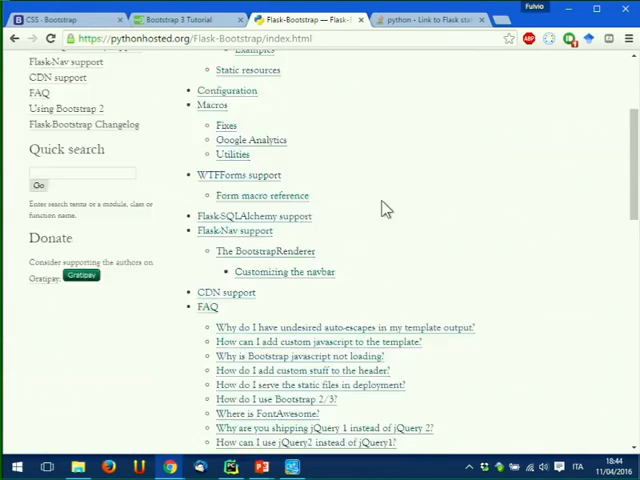 Fulvio
CSS · Bootstrap
Bootstrap 3 Tutorial
Flask-Bootstrap — Flask-
python - Link to Flask sta
https://pythonhosted.org/Flask-Bootstrap/index.html
Examples
Flask-Nav support
CDN support
FAQ
Using Bootstrap 2
Flask-Bootstrap Changelog
Quick search
Go
Enter search terms or a module, class or
function name.
Donate
Consider supporting the authors on
Gratipay: Gratipay
Static resources
Configuration
Macros
Fixes
Google Analytics
Utilities
WTForms support
Form macro reference
Flask-SQLAlchemy support
Flask-Nav support
The BootstrapRenderer
Customizing the navbar
CDN support
FAQ
Why do I have undesired auto-escapes in my template output?
How can I add custom javascript to the template?
Why is Bootstrap javascript not loading?
How do I add custom stuff to the header?
How do I serve the static files in deployment?
How do I use Bootstrap 2/3?
Where is FontAwesome?
Why are you shipping jQuery 1 instead of jQuery 2?
How can I use jQuery2 instead of jQuery1?
ITA
18:44
11/04/2016